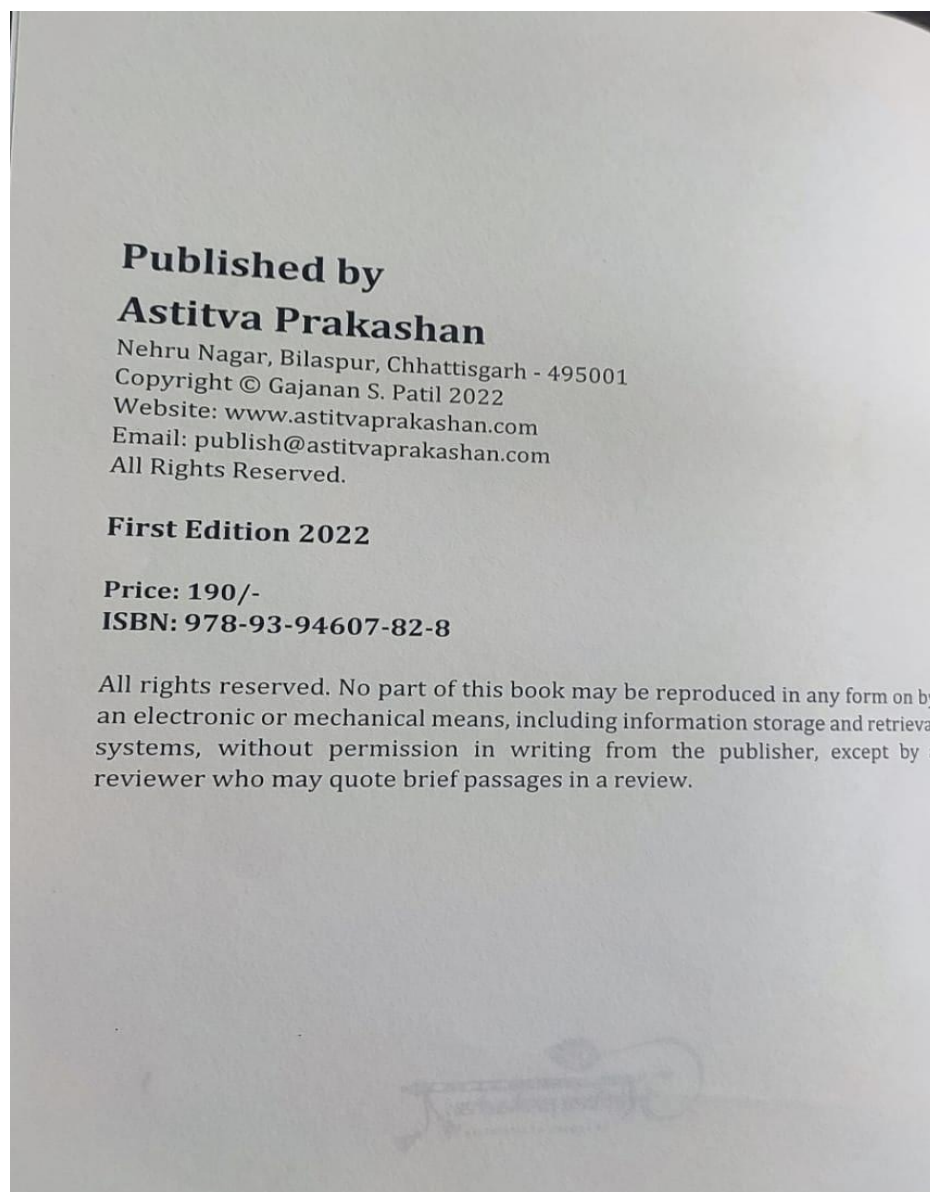 Published by
Astitva Prakashan
Nehru Nagar, Bilaspur, Chhattisgarh - 495001
Copyright © Gajanan S. Patil 2022
Website: www.astitvaprakashan.com
Email: publish@astitvaprakashan.com
All Rights Reserved.
First Edition 2022
Price: 190/-
ISBN: 978-93-94607-82-8
All rights reserved. No part of this book may be reproduced in any form on
an electronic or mechanical means, including information storage and
systems, without permission in writing from the publisher, except by
reviewer who may quote brief passages in a review.